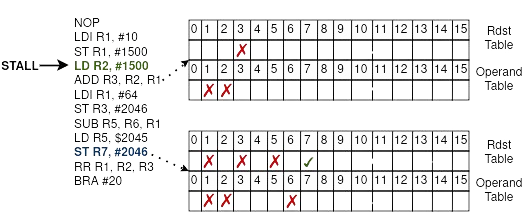 NOP
LDI R1, #10
ST R1, #1500
STALL LD R2, #1500
ADD R3, R2, R1
LDI R1, #64
ST R3, #2046
SUB R5, R6, R1
LD R5, $2045
ST R7, #2046
RR R1, R2, R3
BRA #20
0 1 2 3 4 5 6 7 8 9 10 11 12 13 14 15
Rdst
Table
✗
0 1 2 3 4 5 6 7 8 9 10 11 12 13 14 15
Operand
Table
✗ ✗
0 1 2 3 4 5 6 7 8 9 10 11 12 13 14 15
Rdst
Table
✗ ✗ ✗ ✓
0 1 2 3 4 5 6 7 8 9 10 11 12 13 14 15
Operand
Table
✗ ✗ ✗